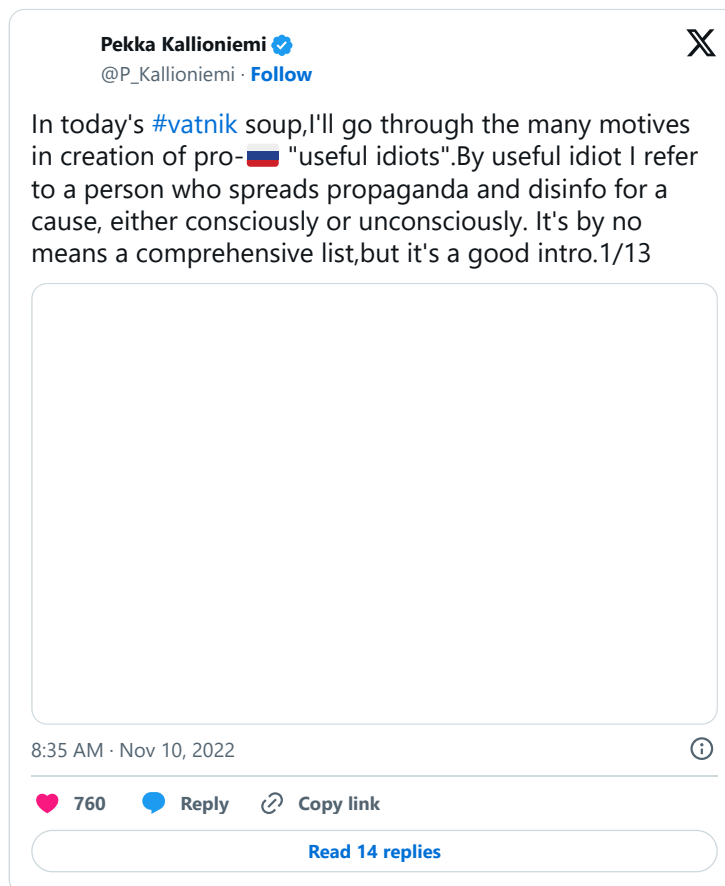 Pekka Kallioniemi
@P_Kallioniemi · Follow
In today's #vatnik soup,I'll go through the many motives
in creation of pro-🇷🇺 "useful idiots".By useful idiot I refer
to a person who spreads propaganda and disinfo for a
cause, either consciously or unconsciously. It's by no
means a comprehensive list,but it's a good intro.1/13
8:35 AM · Nov 10, 2022
760 Reply Copy link
Read 14 replies